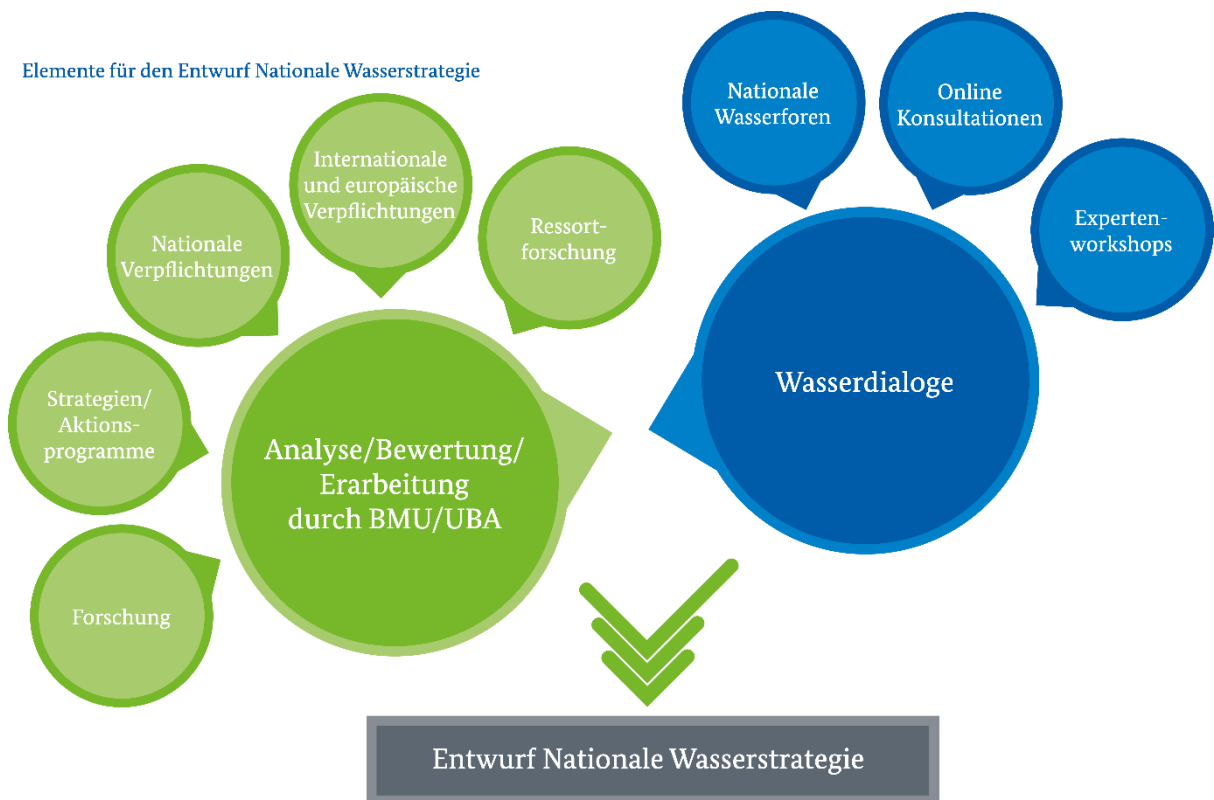 Elemente für den Entwurf Nationale Wasserstrategie
Nationale
Wasserforen
Online
Konsultationen
Experten-
workshops
Internationale
und europäische
Verpflichtungen
Ressort-
forschung
Nationale
Verpflichtungen
Strategien/
Aktions-
programme
Forschung
Analyse/Bewertung/
Erarbeitung
durch BMU/UBA
Wasserdialoge
Entwurf Nationale Wasserstrategie